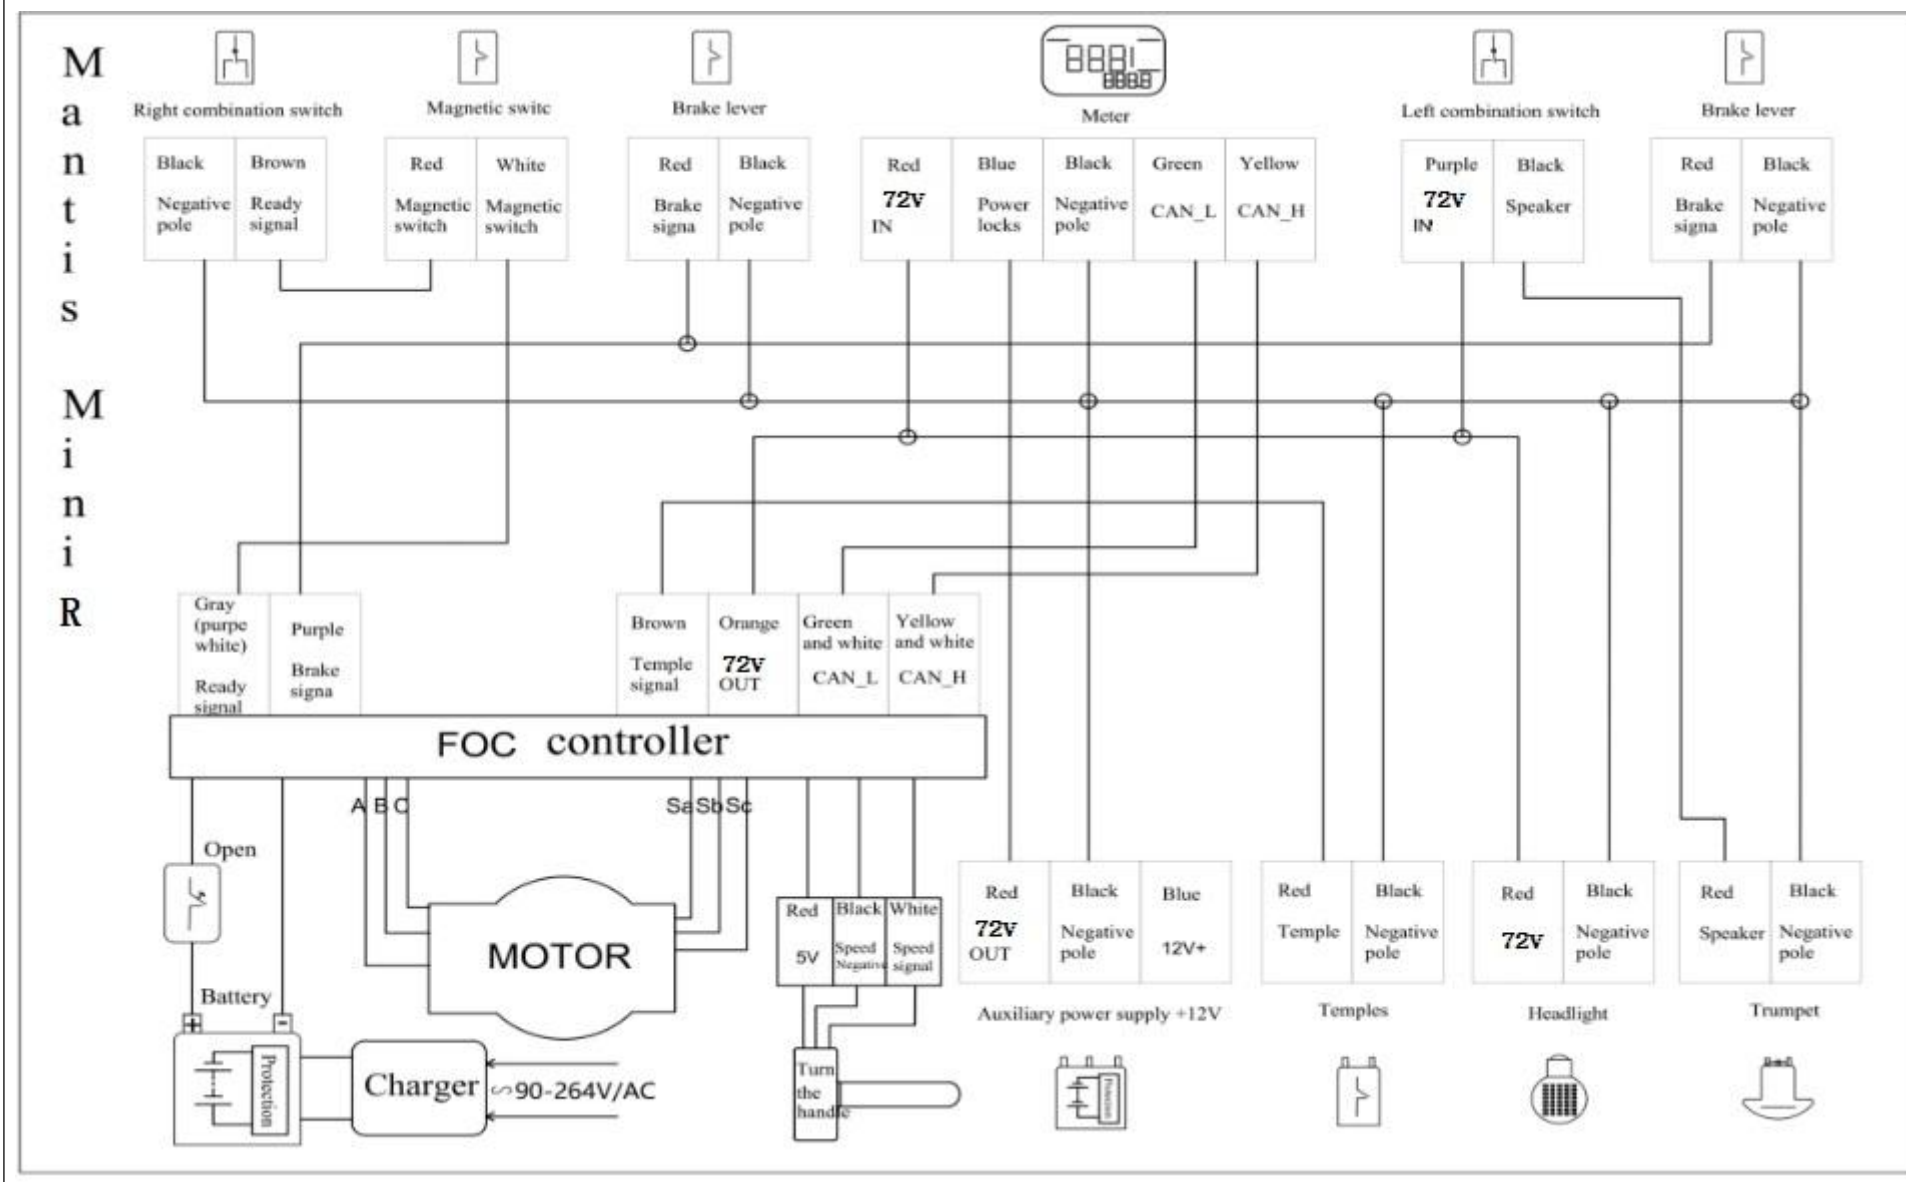 Mantis Mini R
Right combination switch
Magnetic switc
Brake lever
Meter
Left combination switch
Brake lever
Black
Negative
pole
Brown
Ready
signal
Red
Magnetic
switch
White
Magnetic
switch
Red
Brake
signa
Black
Negative
pole
Red
72V
IN
Blue
Power
locks
Black
Negative
pole
Green
CAN_L
Yellow
CAN_H
Purple
72V
IN
Black
Speaker
Red
Brake
signa
Black
Negative
pole
Gray
(purpe
white)
Ready
signal
Purple
Brake
signa
Brown
Temple
signal
Orange
72V
OUT
Green
and white
CAN_L
Yellow
and white
CAN_H
FOC controller
A B C
Sa Sb Sc
Open
Battery
+
-
Protection
Charger
∽90-264V/AC
MOTOR
Red
5V
Black
Speed
Negative
White
Speed
signal
Turn
the
handle
Red
72V
OUT
Black
Negative
pole
Blue
12V+
Auxiliary power supply +12V
Protection
Red
Temple
Black
Negative
pole
Temples
Red
72V
Black
Negative
pole
Headlight
Red
Speaker
Black
Negative
pole
Trumpet